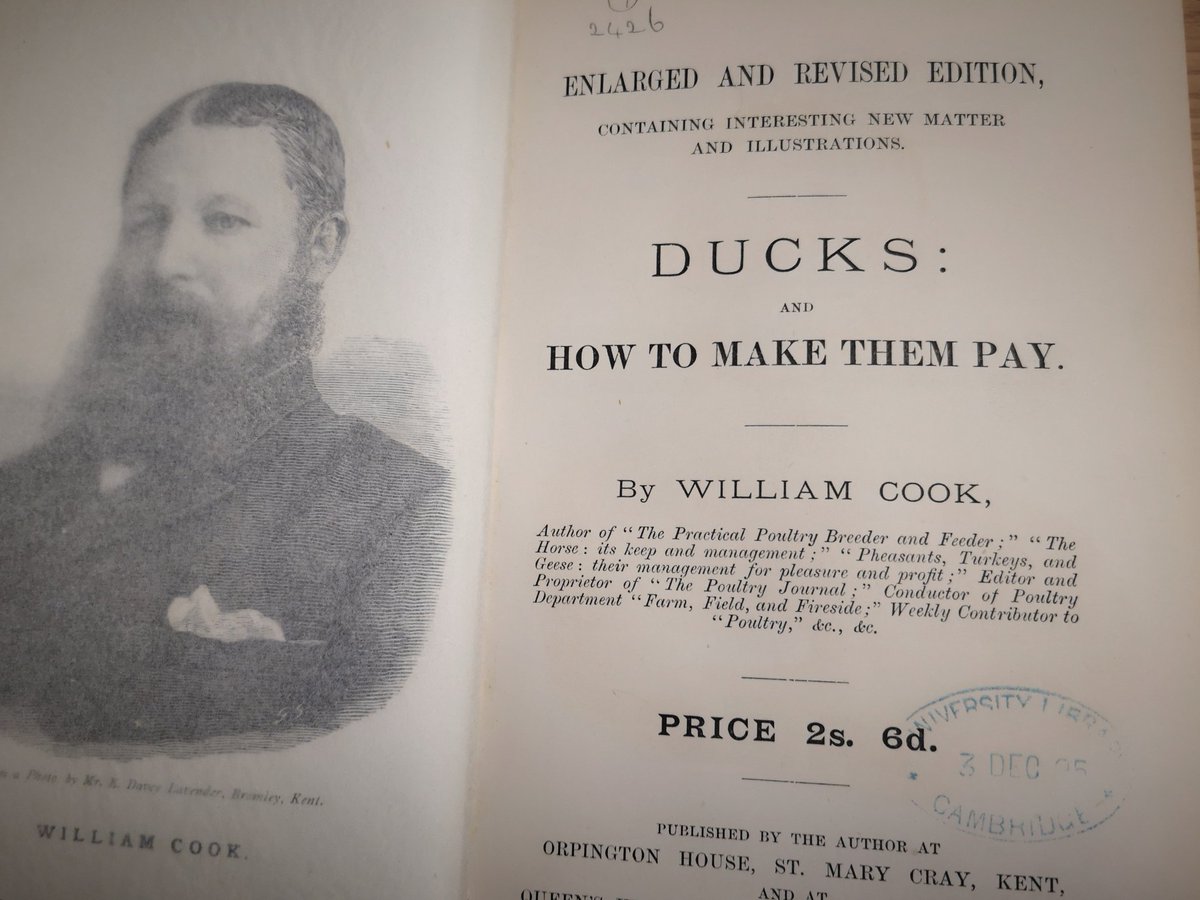 a Photo by Mr. E. Davey Lavender, Bromley, Kent.
WILLIAM COOK.
2426
ENLARGED AND REVISED EDITION,
CONTAINING INTERESTING NEW MATTER
AND ILLUSTRATIONS.
DUCKS:
AND
HOW TO MAKE THEM PAY.
By WILLIAM COOK,
Author of "The Practical Poultry Breeder and Feeder;" "The
Horse: its keep and management;" "Pheasants, Turkeys, and
Geese: their management for pleasure and profit;" Editor and
Proprietor of "The Poultry Journal;" Conductor of Poultry
Department "Farm, Field, and Fireside;" Weekly Contributor to
"Poultry," &c., &c.
PRICE 2s. 6d.
UNIVERSITY LIBRARY
3 DEC 95
CAMBRIDGE
PUBLISHED BY THE AUTHOR AT
ORPINGTON HOUSE, ST. MARY CRAY, KENT,
AND AT
QUEEN'S